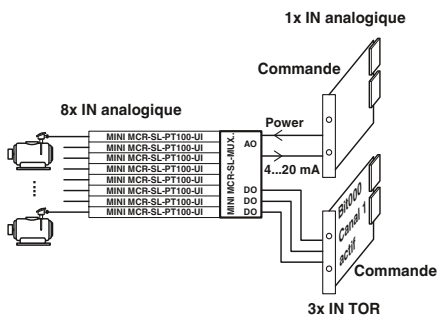 1x IN analogique
Commande
8x IN analogique
Power
MINI MCR-SL-PT100-UI
MINI MCR-SL-PT100-UI
MINI MCR-SL-PT100-UI
MINI MCR-SL-PT100-UI
MINI MCR-SL-PT100-UI
MINI MCR-SL-PT100-UI
MINI MCR-SL-PT100-UI
MINI MCR-SL-PT100-UI
MINI MCR-SL-MUX..
AO
4...20 mA
DO
DO
DO
Bit000
Canal 1
actif
Commande
3x IN TOR